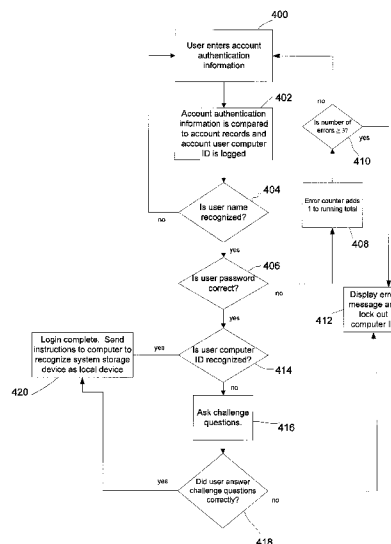 400
User enters account
authentication
information
402
Account authentication
information is compared
to account records and
account user computer
ID is logged
no
Is number of
errors ≥ 3?
yes
410
404
Is user name
recognized?
no
Error counter adds
1 to running total
408
yes
406
Is user password
correct?
no
Display
message
lock out
computer
412
yes
Login complete. Send
instructions to computer to
recognize system storage
device as local device
420
yes
Is user computer
ID recognized?
414
no
Ask challenge
questions.
416
yes
Did user answer
challenge questions
correctly?
no
418